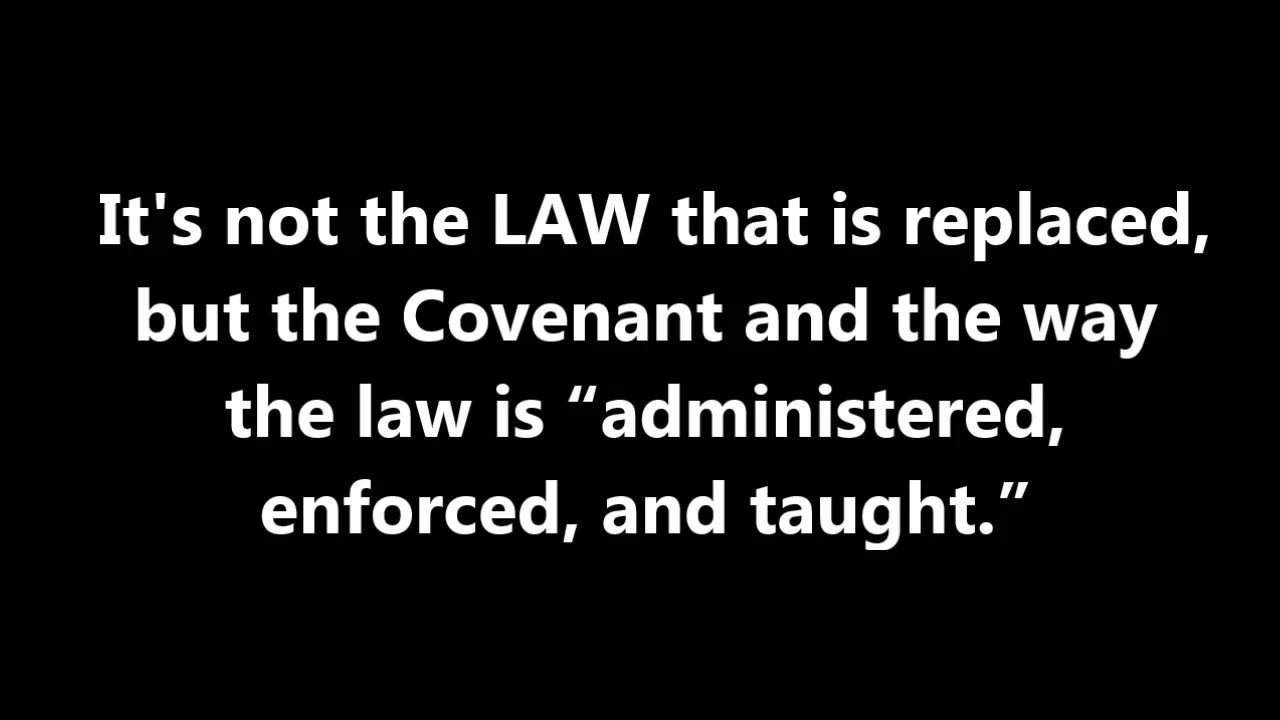 It's not the LAW that is replaced,
but the Covenant and the way
the law is “administered,
enforced, and taught.”